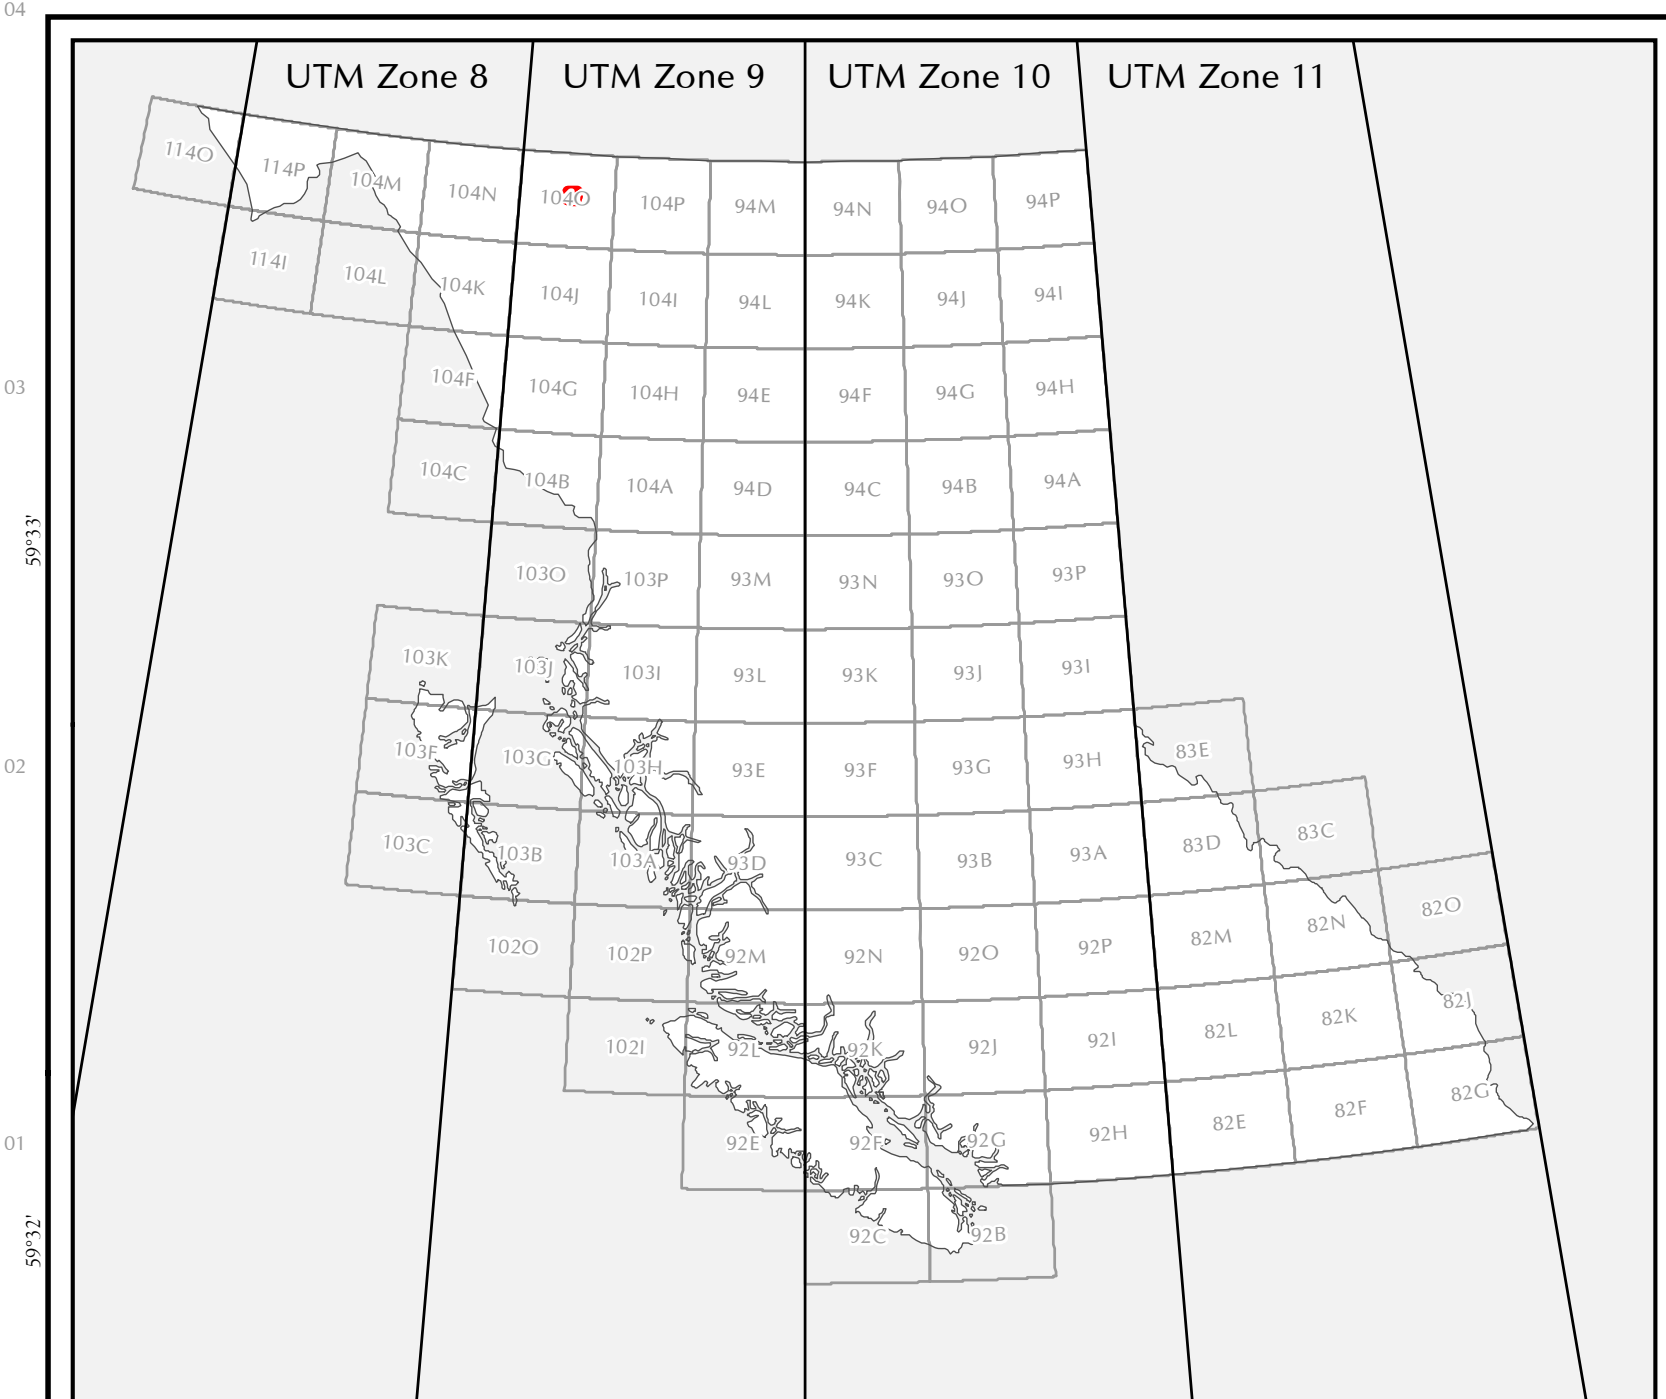 04
UTM Zone 8 UTM Zone 9 UTM Zone 10 UTM Zone 11
114O 114P 104M 104N 104O 104P 94M 94N 94O 94P
114I 104L 104K 104J 104I 94L 94K 94J 94I
03
104F 104G 104H 94E 94F 94G 94H
104C 104B 104A 94D 94C 94B 94A
59°33'
103O 103P 93M 93N 93O 93P
103K 103J 103I 93L 93K 93J 93I
02
103F 103G 103H 93E 93F 93G 93H 83E
103C 103B 103A 93D 93C 93B 93A 83D 83C
102O 102P 92M 92N 92O 92P 82M 82N 82O
102I 92L 92K 92J 92I 82L 82K 82J
01
92E 92F 92G 92H 82E 82F 82G
59°32'
92C 92B